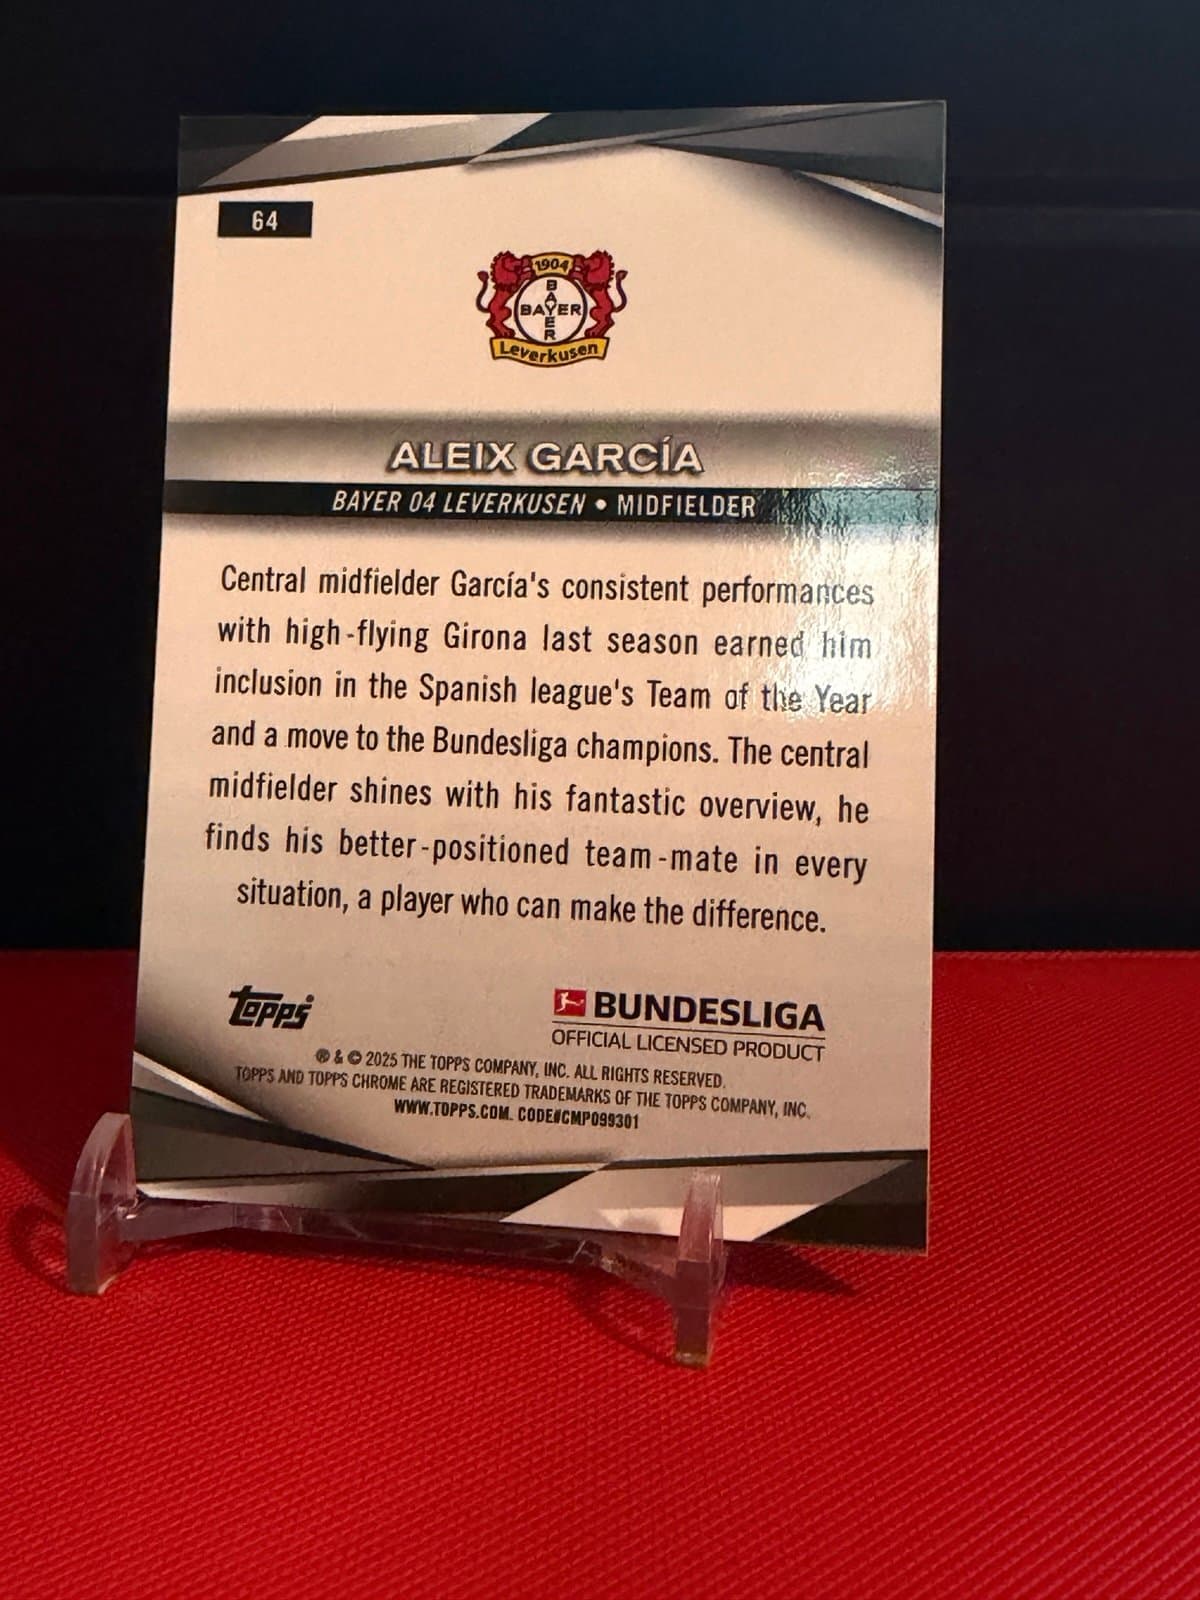 64
1904
BAYER
BAYER
Leverkusen
ALEIX GARCÍA
BAYER 04 LEVERKUSEN • MIDFIELDER
Central midfielder García's consistent performances
with high-flying Girona last season earned him
inclusion in the Spanish league's Team of the Year
and a move to the Bundesliga champions. The central
midfielder shines with his fantastic overview, he
finds his better-positioned team-mate in every
situation, a player who can make the difference.
Topps
BUNDESLIGA
OFFICIAL LICENSED PRODUCT
® & © 2025 THE TOPPS COMPANY, INC. ALL RIGHTS RESERVED.
TOPPS AND TOPPS CHROME ARE REGISTERED TRADEMARKS OF THE TOPPS COMPANY, INC.
WWW.TOPPS.COM. CODE#CMP099301